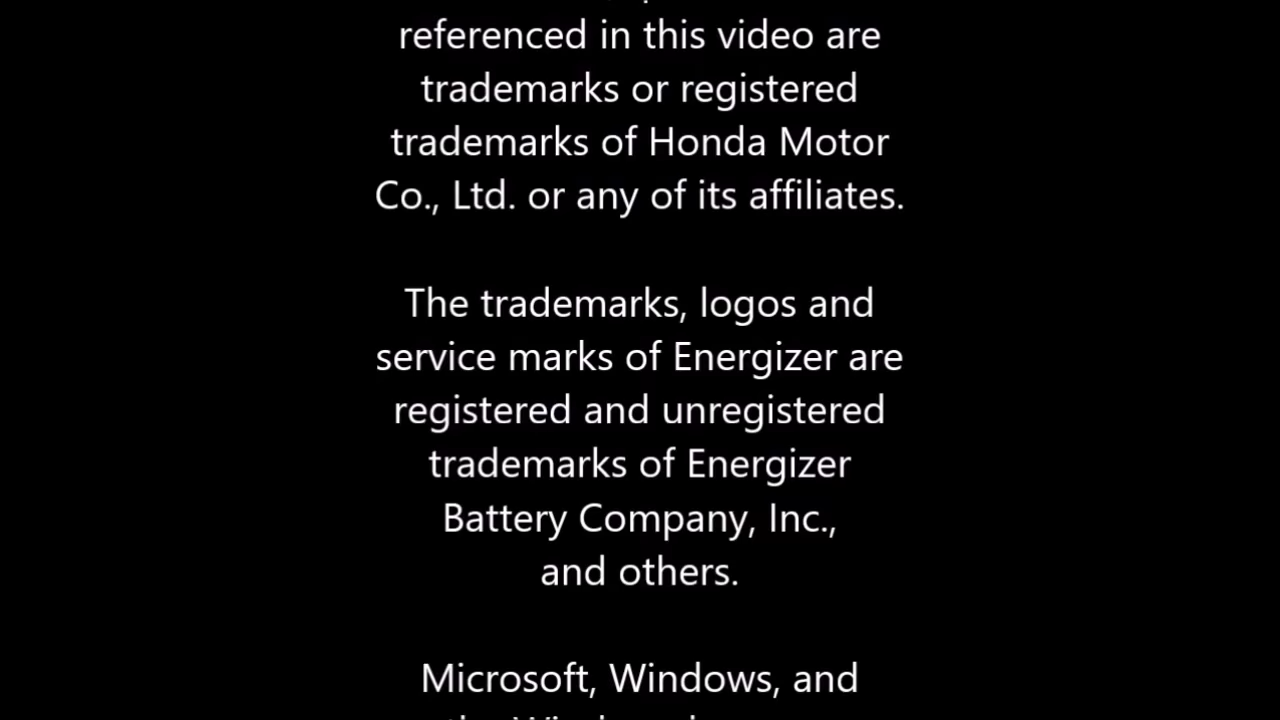 referenced in this video are
trademarks or registered
trademarks of Honda Motor
Co., Ltd. or any of its affiliates.
The trademarks, logos and
service marks of Energizer are
registered and unregistered
trademarks of Energizer
Battery Company, Inc.,
and others.
Microsoft, Windows, and